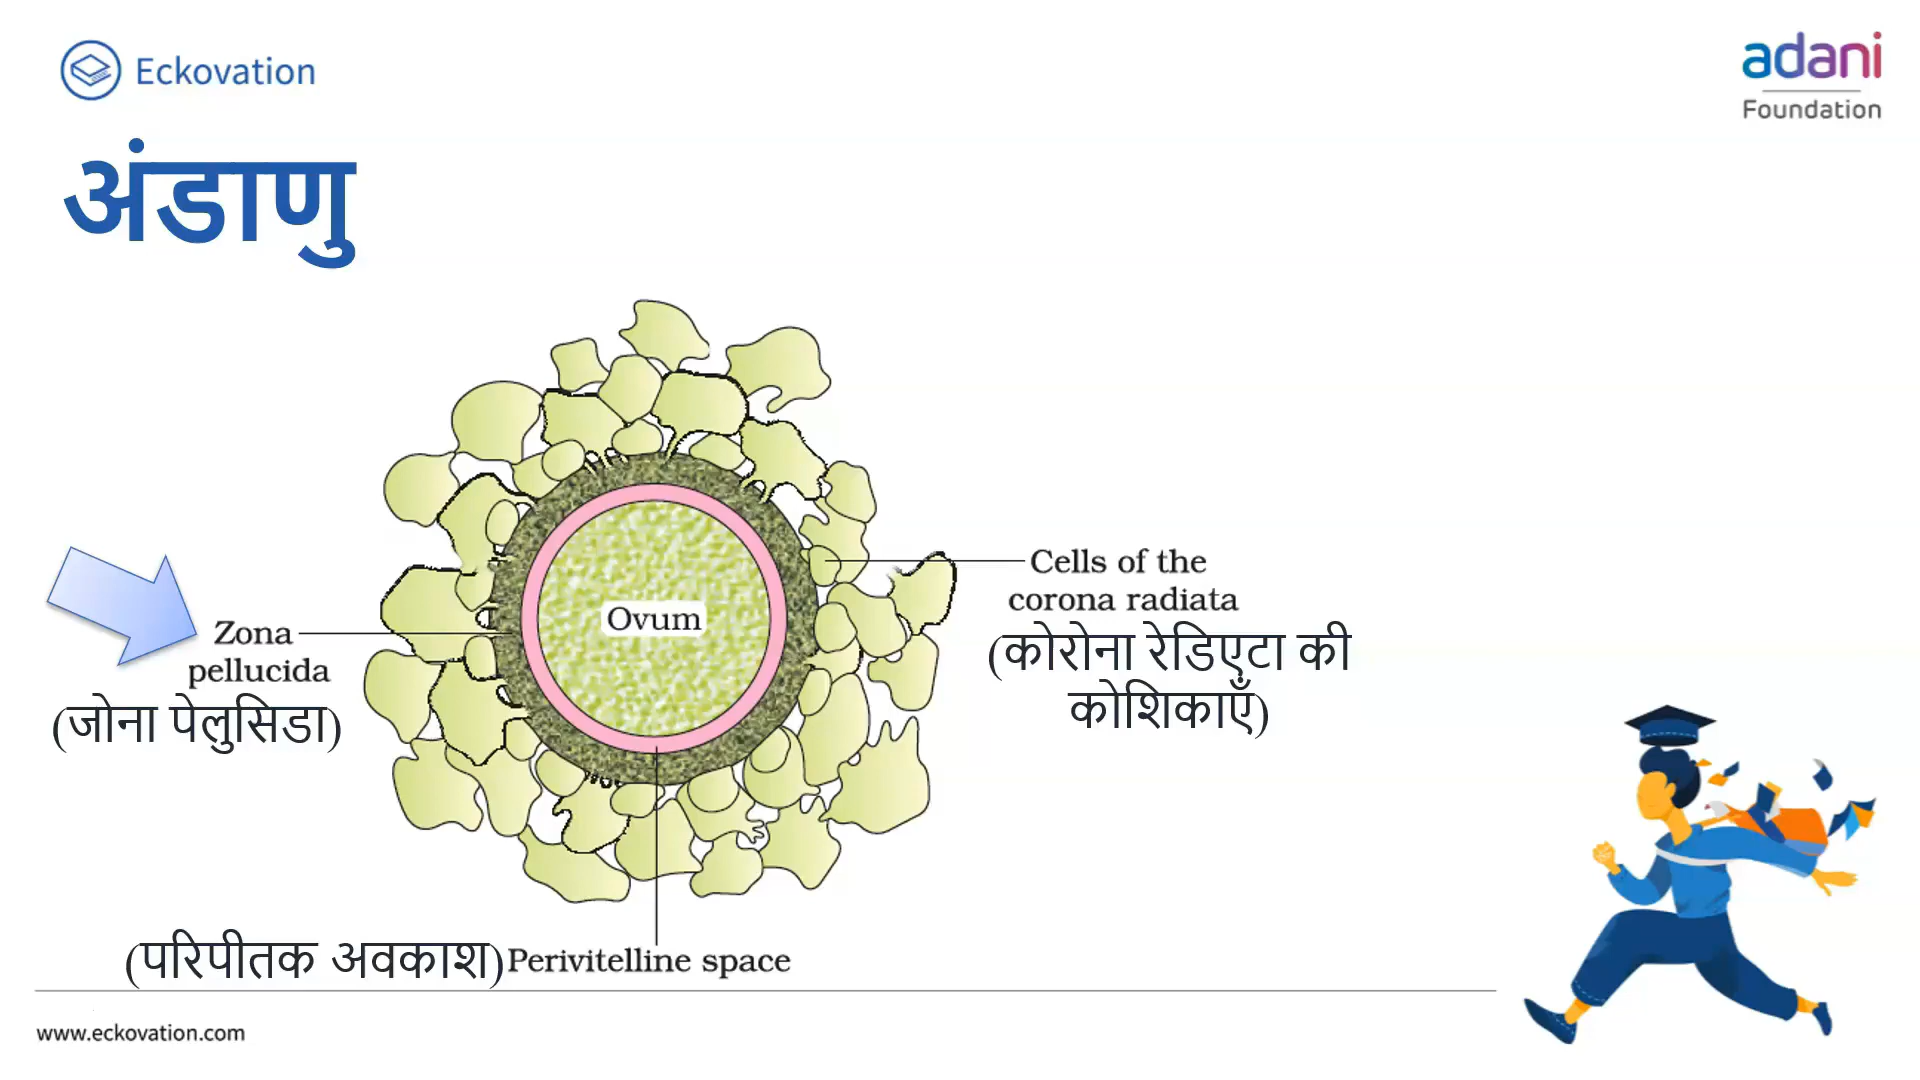 Eckovation
adani
Foundation
अंडाणु
Ovum
Cells of the
corona radiata
(कोरोना रेडिएटा की
कोशिकाएँ)
Zona
pellucida
(जोना पेलुसिडा)
(परिपीतक अवकाश) Perivitelline space
www.eckovation.com